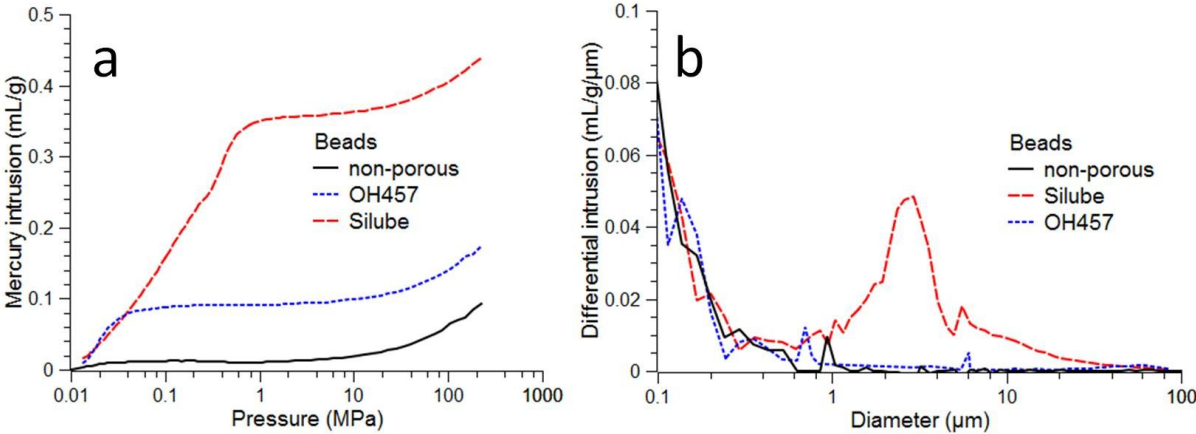 a
0.5
0.4
0.3
0.2
0.1
0
Mercury intrusion (mL/g)
Beads
non-porous
OH457
Silube
0.01
0.1
1
10
100
1000
Pressure (MPa)
b
0.1
0.08
0.06
0.04
0.02
0
Differential intrusion (mL/g/µm)
Beads
non-porous
Silube
OH457
0.1
1
10
100
Diameter (µm)